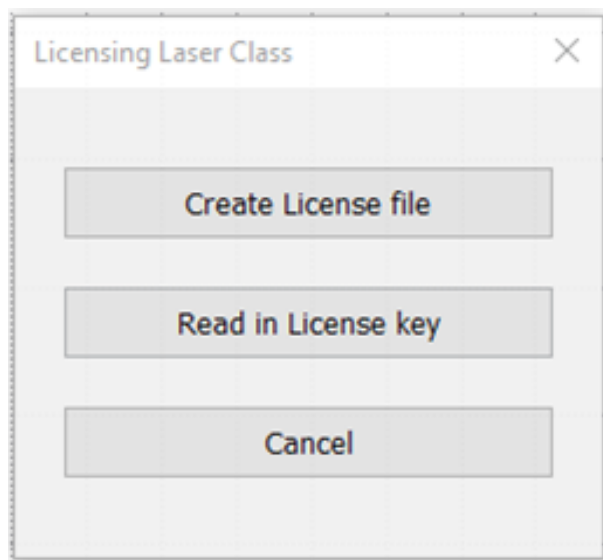 Licensing Laser Class
Create License file
Read in License key
Cancel